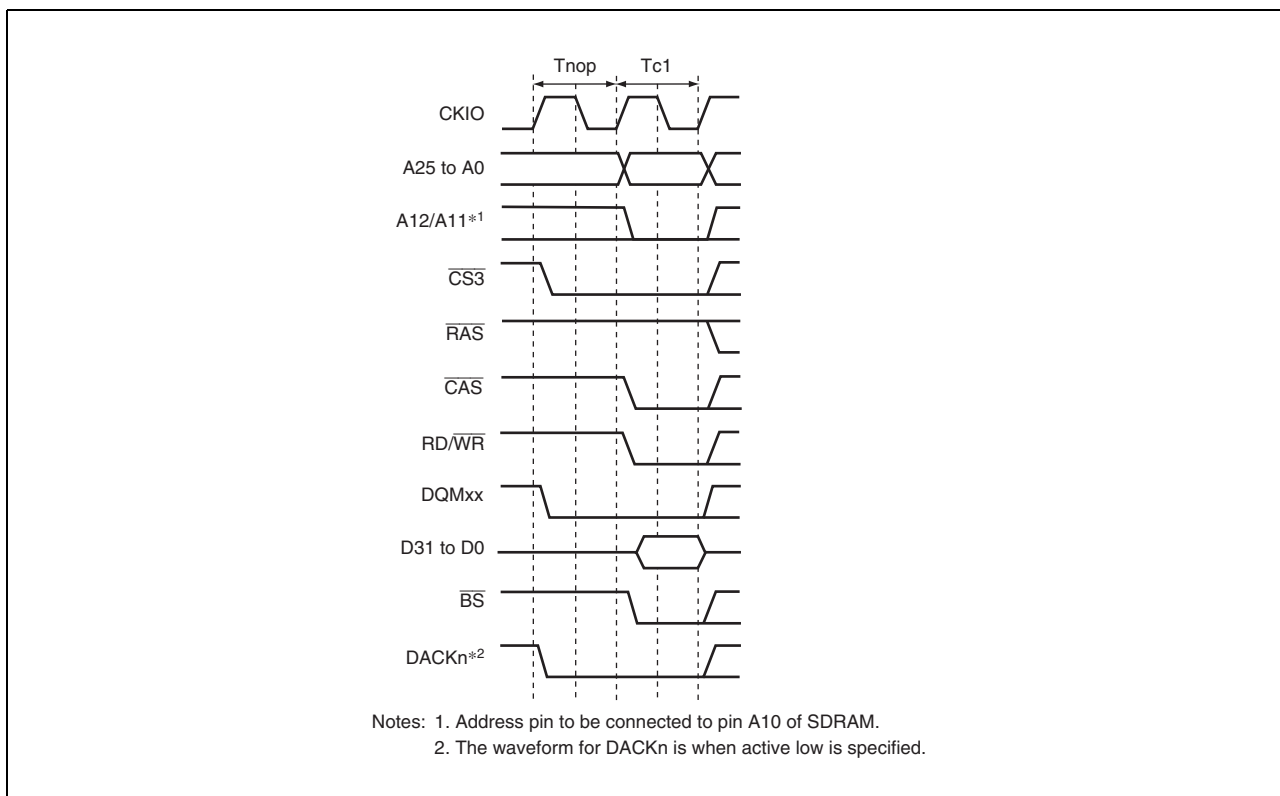 Tnop Tc1
CKIO
A25 to A0
A12/A11*1
CS3
RAS
CAS
RD/WR
DQMxx
D31 to D0
BS
DACKn*2
Notes: 1. Address pin to be connected to pin A10 of SDRAM.
2. The waveform for DACKn is when active low is specified.